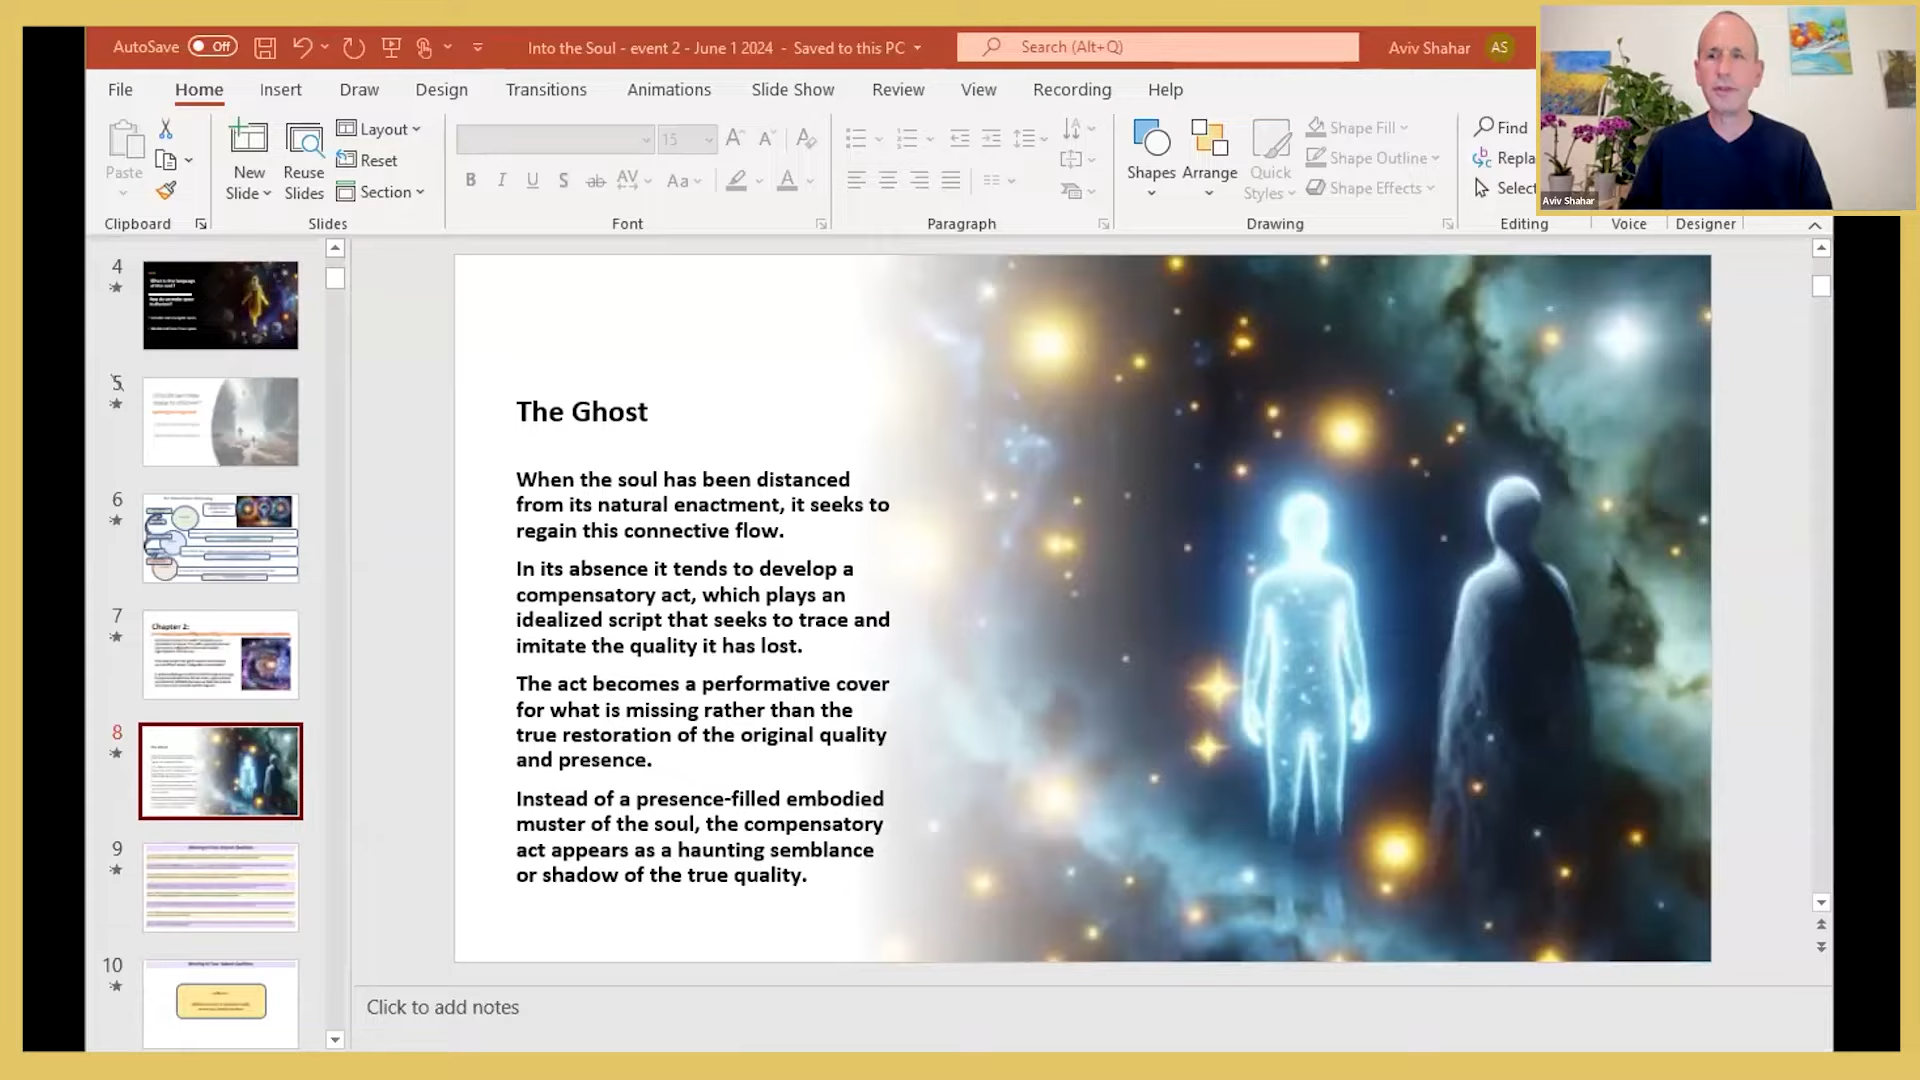 AutoSave Off Into the Soul - event 2 - June 1 2024 - Saved to this PC Search (Alt+Q) Aviv Shahar AS
File Home Insert Draw Design Transitions Animations Slide Show Review View Recording Help
Paste
New Slide
Reuse Slides
Layout
Reset
Section
15
B I U S ab AV Aa A
Shapes
Arrange
Quick Styles
Shape Fill
Shape Outline
Shape Effects
Find
Repla
Select
Aviv Shahar
Clipboard Slides Font Paragraph Drawing Editing Voice Designer
4
5
6
7
Chapter 2:
8
9
10
The Ghost
When the soul has been distanced
from its natural enactment, it seeks to
regain this connective flow.
In its absence it tends to develop a
compensatory act, which plays an
idealized script that seeks to trace and
imitate the quality it has lost.
The act becomes a performative cover
for what is missing rather than the
true restoration of the original quality
and presence.
Instead of a presence-filled embodied
muster of the soul, the compensatory
act appears as a haunting semblance
or shadow of the true quality.
Click to add notes